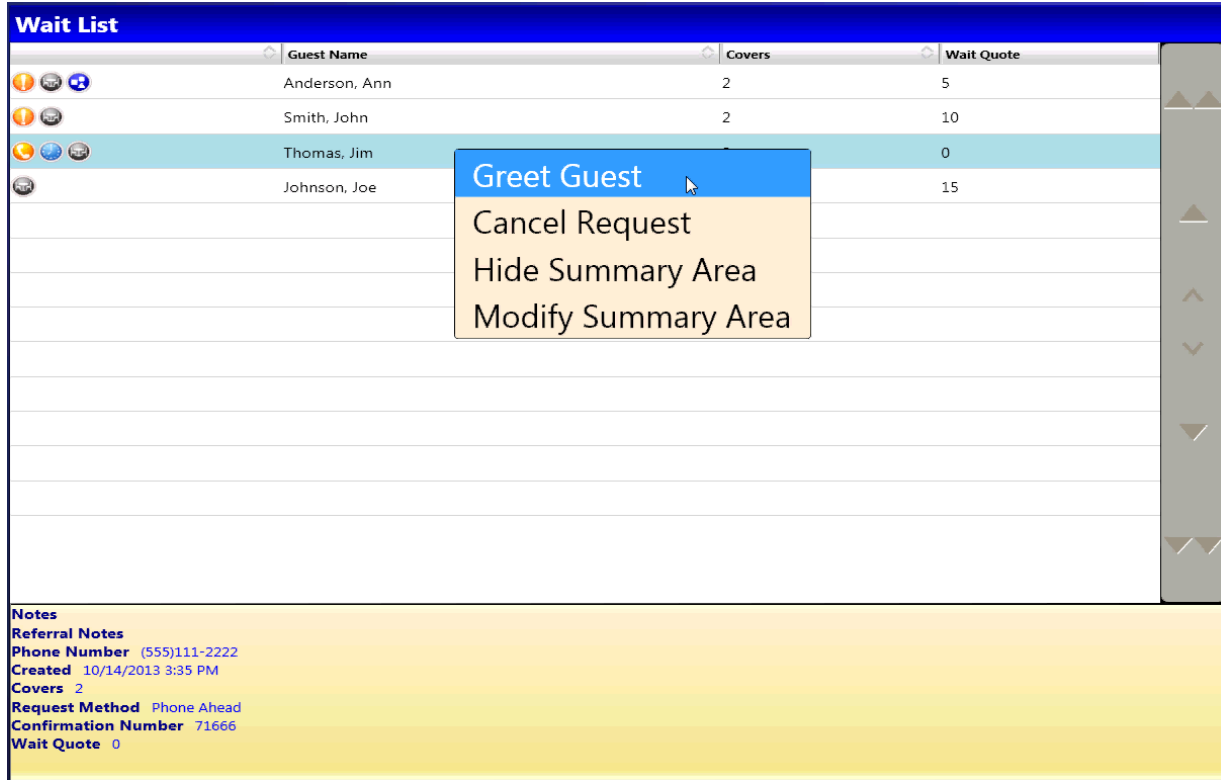 Wait List
Guest Name Covers Wait Quote
Anderson, Ann 2 5
Smith, John 2 10
Thomas, Jim 0
Johnson, Joe 15
Greet Guest
Cancel Request
Hide Summary Area
Modify Summary Area
Notes
Referral Notes
Phone Number (555)111-2222
Created 10/14/2013 3:35 PM
Covers 2
Request Method Phone Ahead
Confirmation Number 71666
Wait Quote 0